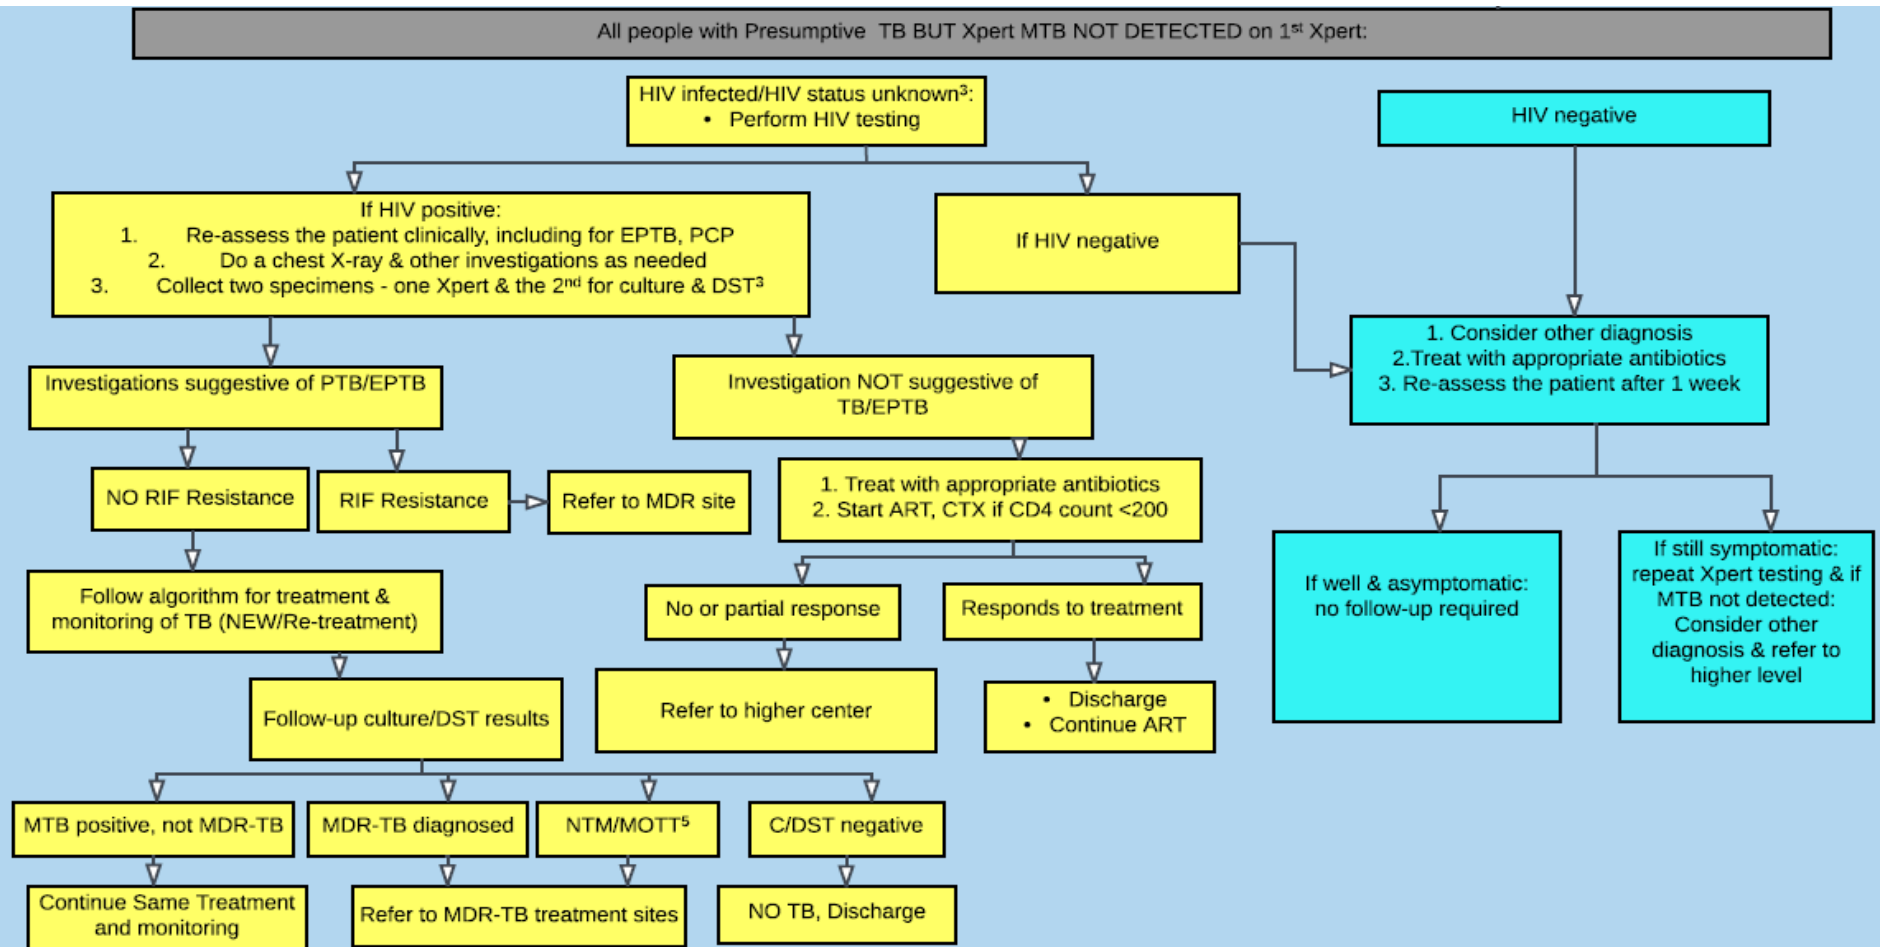 All people with Presumptive TB BUT Xpert MTB NOT DETECTED on 1st Xpert:
HIV infected/HIV status unknown³:
• Perform HIV testing
HIV negative
If HIV positive:
1. Re-assess the patient clinically, including for EPTB, PCP
2. Do a chest X-ray & other investigations as needed
3. Collect two specimens - one Xpert & the 2nd for culture & DST³
If HIV negative
1. Consider other diagnosis
2.Treat with appropriate antibiotics
3. Re-assess the patient after 1 week
Investigations suggestive of PTB/EPTB
Investigation NOT suggestive of
TB/EPTB
NO RIF Resistance
RIF Resistance
Refer to MDR site
1. Treat with appropriate antibiotics
2. Start ART, CTX if CD4 count <200
If well & asymptomatic:
no follow-up required
If still symptomatic:
repeat Xpert testing & if
MTB not detected:
Consider other
diagnosis & refer to
higher level
Follow algorithm for treatment &
monitoring of TB (NEW/Re-treatment)
No or partial response
Responds to treatment
Follow-up culture/DST results
Refer to higher center
• Discharge
• Continue ART
MTB positive, not MDR-TB
MDR-TB diagnosed
NTM/MOTT⁵
C/DST negative
Continue Same Treatment
and monitoring
Refer to MDR-TB treatment sites
NO TB, Discharge